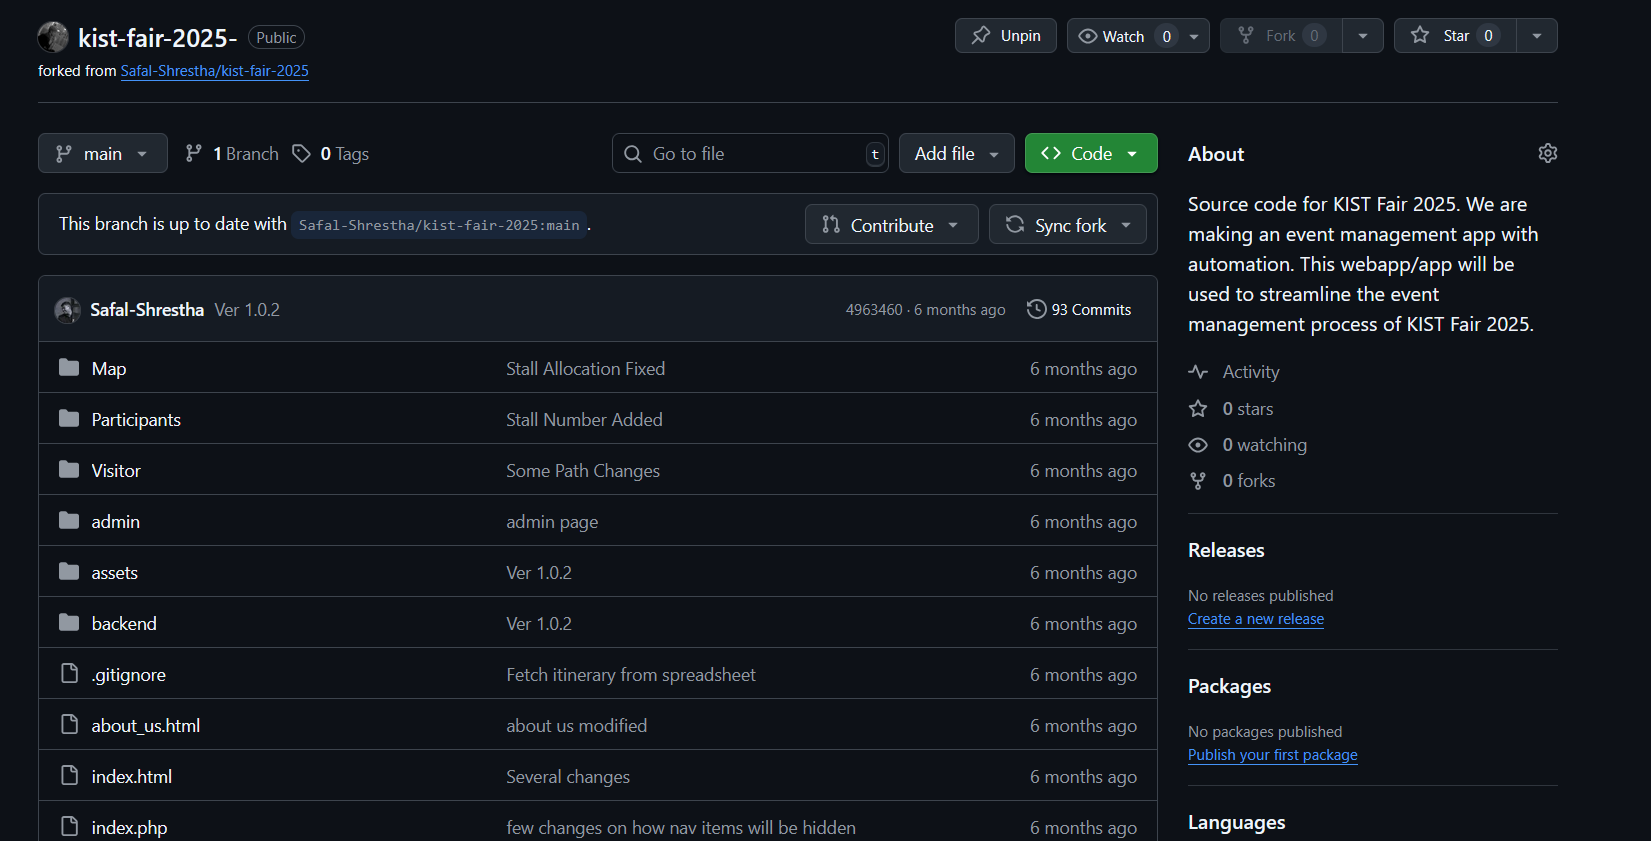 kist-fair-2025- Public
Unpin Watch 0 Fork 0 Star 0
forked from Safal-Shrestha/kist-fair-2025
main 1 Branch 0 Tags Go to file t Add file Code
This branch is up to date with Safal-Shrestha/kist-fair-2025:main .
Contribute Sync fork
Safal-Shrestha Ver 1.0.2 4963460 · 6 months ago 93 Commits
Map Stall Allocation Fixed 6 months ago
Participants Stall Number Added 6 months ago
Visitor Some Path Changes 6 months ago
admin admin page 6 months ago
assets Ver 1.0.2 6 months ago
backend Ver 1.0.2 6 months ago
.gitignore Fetch itinerary from spreadsheet 6 months ago
about_us.html about us modified 6 months ago
index.html Several changes 6 months ago
index.php few changes on how nav items will be hidden 6 months ago
About
Source code for KIST Fair 2025. We are
making an event management app with
automation. This webapp/app will be
used to streamline the event
management process of KIST Fair 2025.
Activity
0 stars
0 watching
0 forks
Releases
No releases published
Create a new release
Packages
No packages published
Publish your first package
Languages